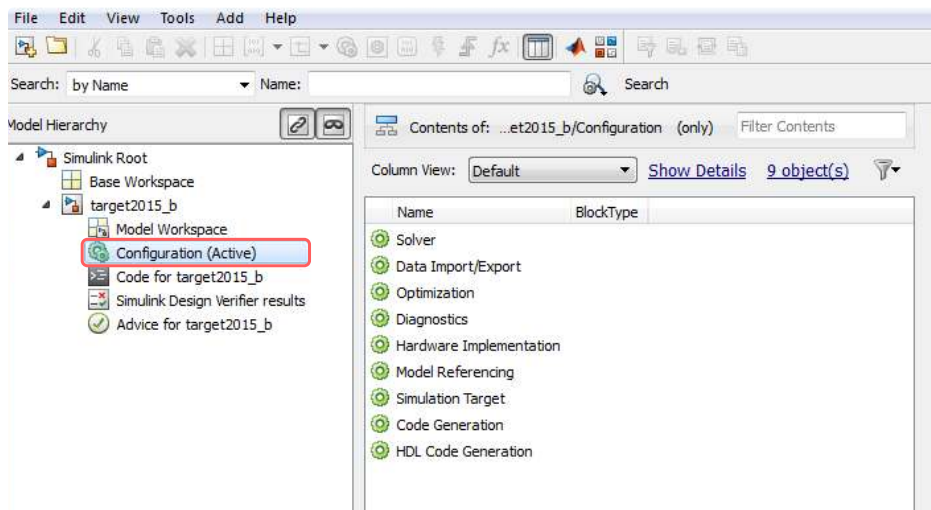 File Edit View Tools Add Help
fx
Search: by Name Name: Search
Model Hierarchy
Simulink Root
Base Workspace
target2015_b
Model Workspace
Configuration (Active)
Code for target2015_b
Simulink Design Verifier results
Advice for target2015_b
Contents of: ...et2015_b/Configuration (only) Filter Contents
Column View: Default Show Details 9 object(s)
Name BlockType
Solver
Data Import/Export
Optimization
Diagnostics
Hardware Implementation
Model Referencing
Simulation Target
Code Generation
HDL Code Generation